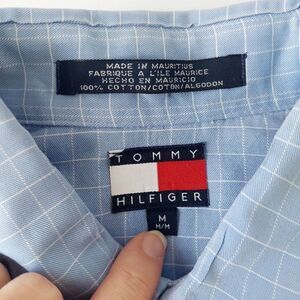 MADE IN MAURITIUS
FABRIQUE A L'ILE MAURICE
HECHO EN MAURICIO
100% COTTON/COTON/ALGODON
TOMMY
HILFIGER
M
M/M